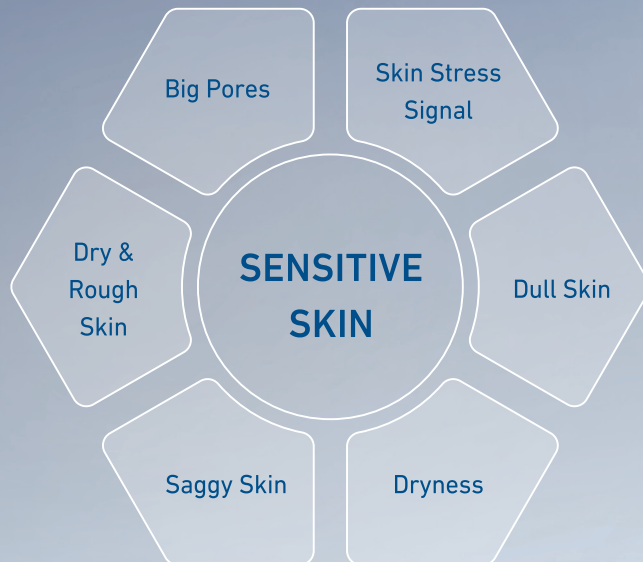 Big Pores
Skin Stress
Signal
Dry &
Rough
Skin
SENSITIVE
SKIN
Dull Skin
Saggy Skin
Dryness